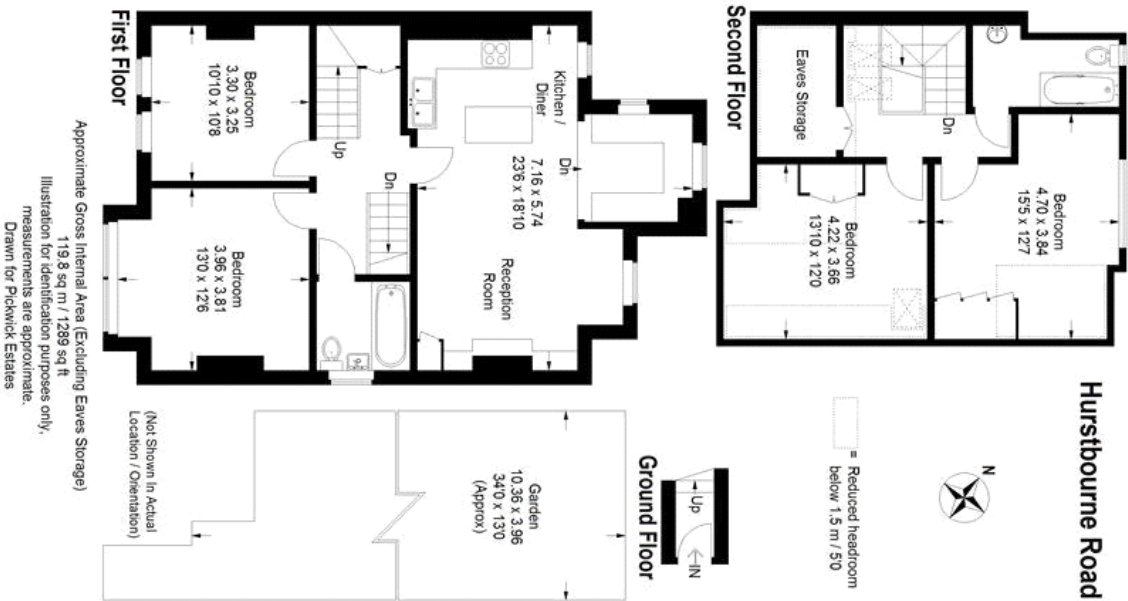 Hurstbourne Road
N
= Reduced headroom
below 1.5 m / 5'0
Second Floor
Eaves Storage
Dn
Bedroom
4.70 x 3.84
15'5 x 12'7
Bedroom
4.22 x 3.66
13'10 x 12'0
Ground Floor
Up
IN
First Floor
Kitchen /
Diner
Dn
7.16 x 5.74
23'6 x 18'10
Reception
Room
Up
Dn
Bedroom
3.30 x 3.25
10'10 x 10'8
Bedroom
3.96 x 3.81
13'0 x 12'6
Garden
10.36 x 3.96
34'0 x 13'0
(Approx)
(Not Shown In Actual
Location / Orientation)
Approximate Gross Internal Area (Excluding Eaves Storage)
119.8 sq m / 1289 sq ft
Illustration for identification purposes only,
measurements are approximate.
Drawn for Pickwick Estates